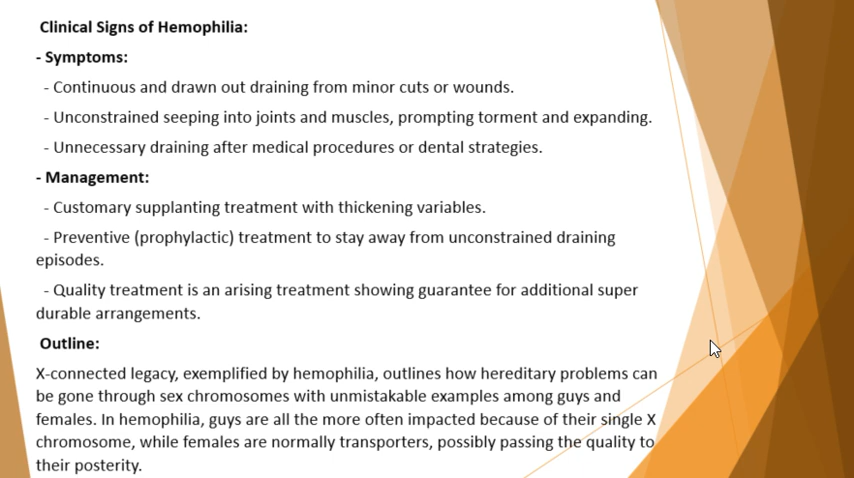 Clinical Signs of Hemophilia:
- Symptoms:
- Continuous and drawn out draining from minor cuts or wounds.
- Unconstrained seeping into joints and muscles, prompting torment and expanding.
- Unnecessary draining after medical procedures or dental strategies.
- Management:
- Customary supplanting treatment with thickening variables.
- Preventive (prophylactic) treatment to stay away from unconstrained draining
episodes.
- Quality treatment is an arising treatment showing guarantee for additional super
durable arrangements.
Outline:
X-connected legacy, exemplified by hemophilia, outlines how hereditary problems can
be gone through sex chromosomes with unmistakable examples among guys and
females. In hemophilia, guys are all the more often impacted because of their single X
chromosome, while females are normally transporters, possibly passing the quality to
their posterity.